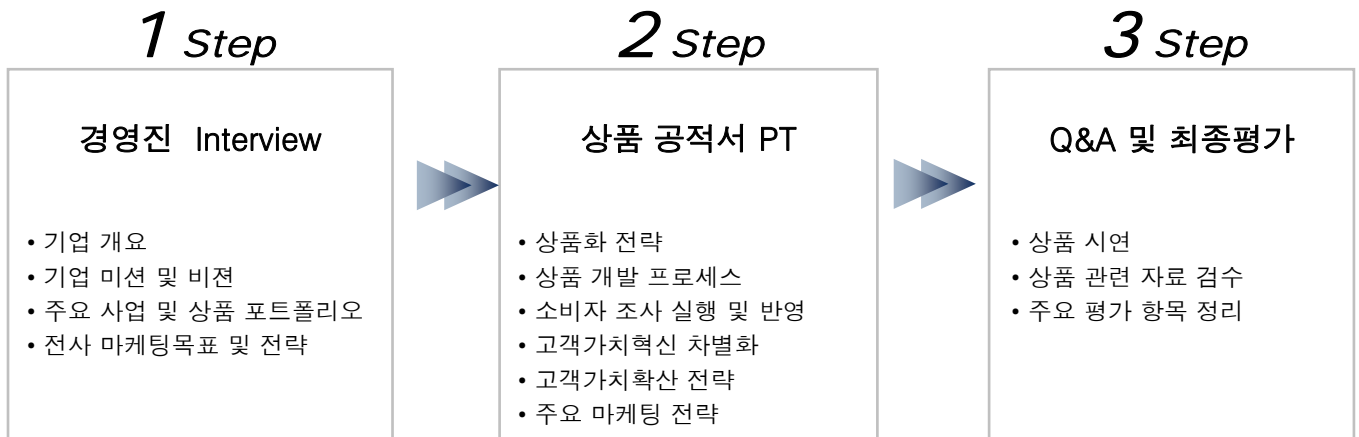 1 Step
경영진 Interview
• 기업 개요
• 기업 미션 및 비젼
• 주요 사업 및 상품 포트폴리오
• 전사 마케팅목표 및 전략
2 Step
상품 공적서 PT
• 상품화 전략
• 상품 개발 프로세스
• 소비자 조사 실행 및 반영
• 고객가치혁신 차별화
• 고객가치확산 전략
• 주요 마케팅 전략
3 Step
Q&A 및 최종평가
• 상품 시연
• 상품 관련 자료 검수
• 주요 평가 항목 정리